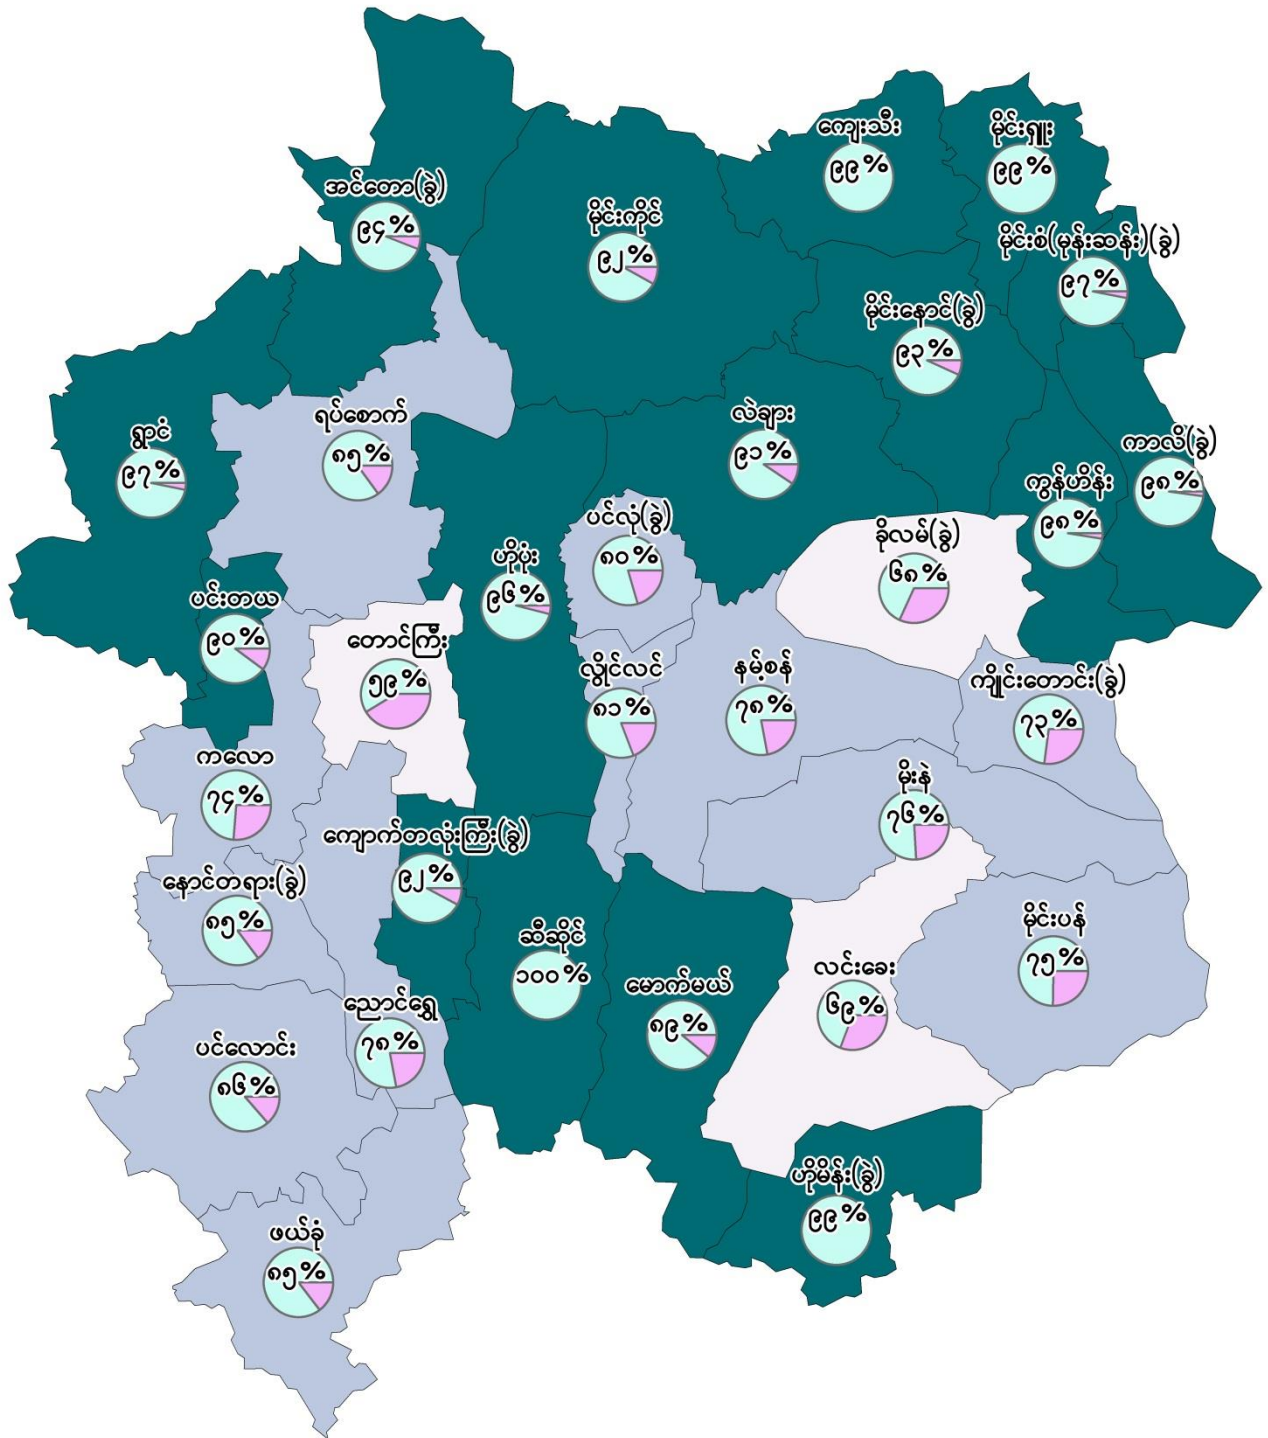 ကျေးသီး
၉၉%
မိုင်းရှူး
၉၉%
အင်တော(ခွဲ)
၉၄%
မိုင်းကိုင်
၉၂%
မိုင်းစံ(မုန်းဆန်း)(ခွဲ)
၉၇%
မိုင်းနောင်(ခွဲ)
၉၃%
ရွာငံ
၉၇%
ရပ်စောက်
၈၅%
လဲချား
၉၁%
ကာလိ(ခွဲ)
၉၈%
ကွန်ဟိန်း
၉၈%
ပင်လုံ(ခွဲ)
၈၀%
ခိုလမ်(ခွဲ)
၆၈%
ဟိုပုံး
၉၆%
ပင်းတယ
၉၀%
တောင်ကြီး
၅၉%
လွိုင်လင်
၈၁%
နမ့်စန်
၇၈%
ကျိုင်းတောင်း(ခွဲ)
၇၃%
ကလော
၇၄%
မိုးနဲ
၇၆%
ကျောက်တလုံးကြီး(ခွဲ)
၉၂%
နောင်တရား(ခွဲ)
၈၅%
ဆီဆိုင်
၁၀၀%
မိုင်းပန်
၇၅%
လင်းခေး
၆၉%
မောက်မယ်
၈၉%
ညောင်ရွှေ
၇၈%
ပင်လောင်း
၈၆%
ဟိုမိန်း(ခွဲ)
၉၉%
ဖယ်ခုံ
၈၅%